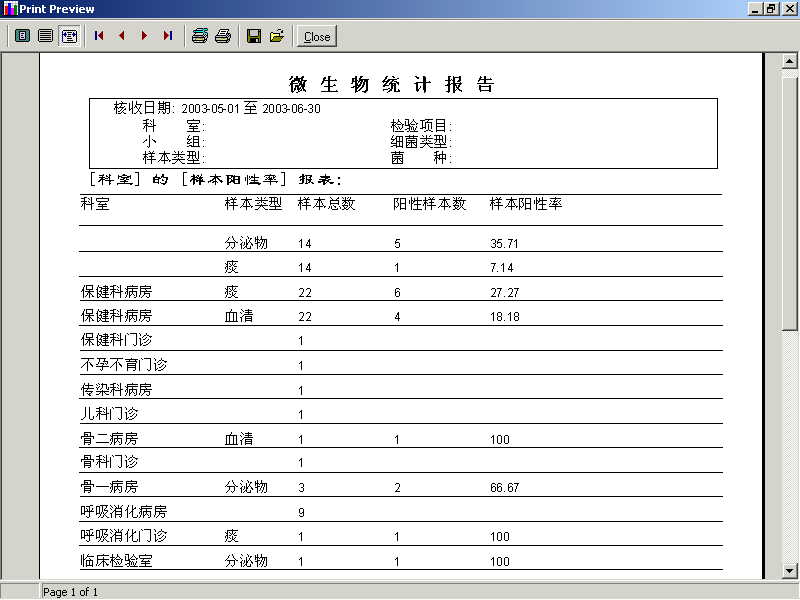 Print Preview
Close
微生物统计报告
核收日期: 2003-05-01 至 2003-06-30
科 室: 检验项目:
小 组: 细菌类型:
样本类型: 菌 种:
[科室] 的 [样本阳性率] 报表:
科室 样本类型 样本总数 阳性样本数 样本阳性率
分泌物 14 5 35.71
痰 14 1 7.14
保健科病房 痰 22 6 27.27
保健科病房 血清 22 4 18.18
保健科门诊 1
不孕不育门诊 1
传染科病房 1
儿科门诊 1
骨二病房 血清 1 1 100
骨科门诊 1
骨一病房 分泌物 3 2 66.67
呼吸消化病房 9
呼吸消化门诊 痰 1 1 100
临床检验室 分泌物 1 1 100
Page 1 of 1